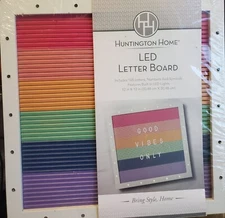 HUNTINGTON HOME
LED
LETTER BOARD
GOOD
VIBES
ONLY
Bring Style, Home